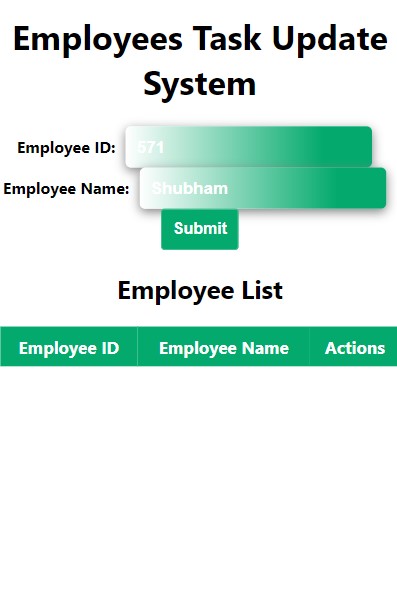 Employees Task Update
System
Employee ID: 571
Employee Name: Shubham
Submit
Employee List
Employee ID Employee Name Actions